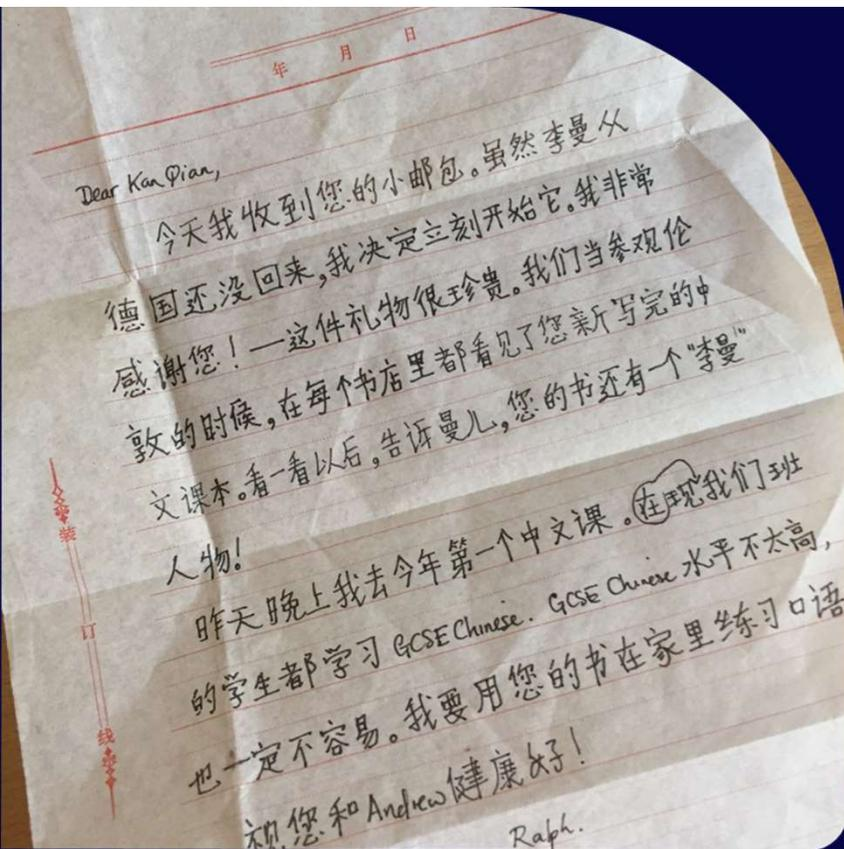 年 月 日
Dear Kan Qian,
今天我收到您的小邮包。虽然李曼从
德国还没回来,我决定立刻开始它。我非常
感谢您!—这件礼物很珍贵。我们当参观伦
敦的时候,在每个书店里都看见了您新写完的中
文课本。看一看以后,告诉曼儿,您的书还有一个"李曼"
人物!
昨天晚上我去今年第一个中文课。在现我们班
的学生都学习 GCSE Chinese. GCSE Chinese 水平不太高,
也一定不容易。我要用您的书在家里练习口语
祝您和Andrew健康好!
Ralph.
装订线